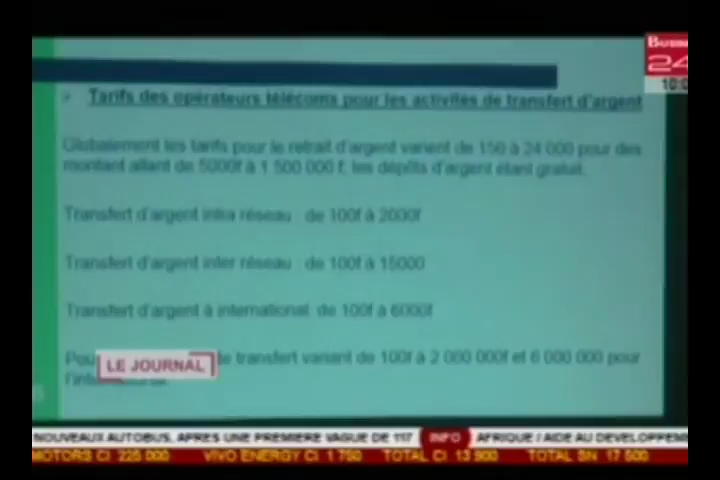 BUSIN
24
10:0
Tarifs des opérateurs télécoms pour les activités de transfert d'argent
Globalement les tarifs pour le retrait d'argent varient de 150 à 24 000 pour des
montant allant de 5000f à 1 500 000 f, les dépôts d'argent étant gratuit.
Transfert d'argent intra réseau : de 100f à 2000f
Transfert d'argent inter réseau : de 100f à 15000
Transfert d'argent à international: de 100f à 6000f
Pou de transfert variant de 100f à 2 000 000f et 6 000 000 pour
LE JOURNAL
NOUVEAUX AUTOBUS, APRES UNE PREMIERE VAGUE DE 117 INFO AFRIQUE / AIDE AU DEVELOPPEM
MOTORS CI 225 000 VIVO ENERGY CI 1 750 TOTAL CI 13 900 TOTAL SN 17 500